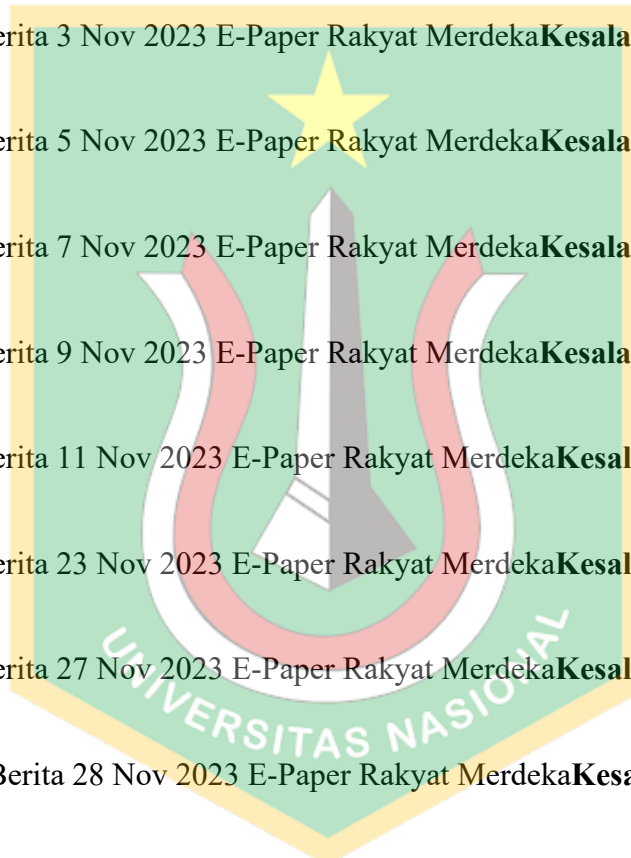 erita 3 Nov 2023 E-Paper Rakyat MerdekaKesala
erita 5 Nov 2023 E-Paper Rakyat MerdekaKesala
erita 7 Nov 2023 E-Paper Rakyat MerdekaKesala
erita 9 Nov 2023 E-Paper Rakyat MerdekaKesala
erita 11 Nov 2023 E-Paper Rakyat MerdekaKesal
erita 23 Nov 2023 E-Paper Rakyat MerdekaKesal
erita 27 Nov 2023 E-Paper Rakyat MerdekaKesal
UNIVERSITAS NASIONAL
Berita 28 Nov 2023 E-Paper Rakyat MerdekaKesa